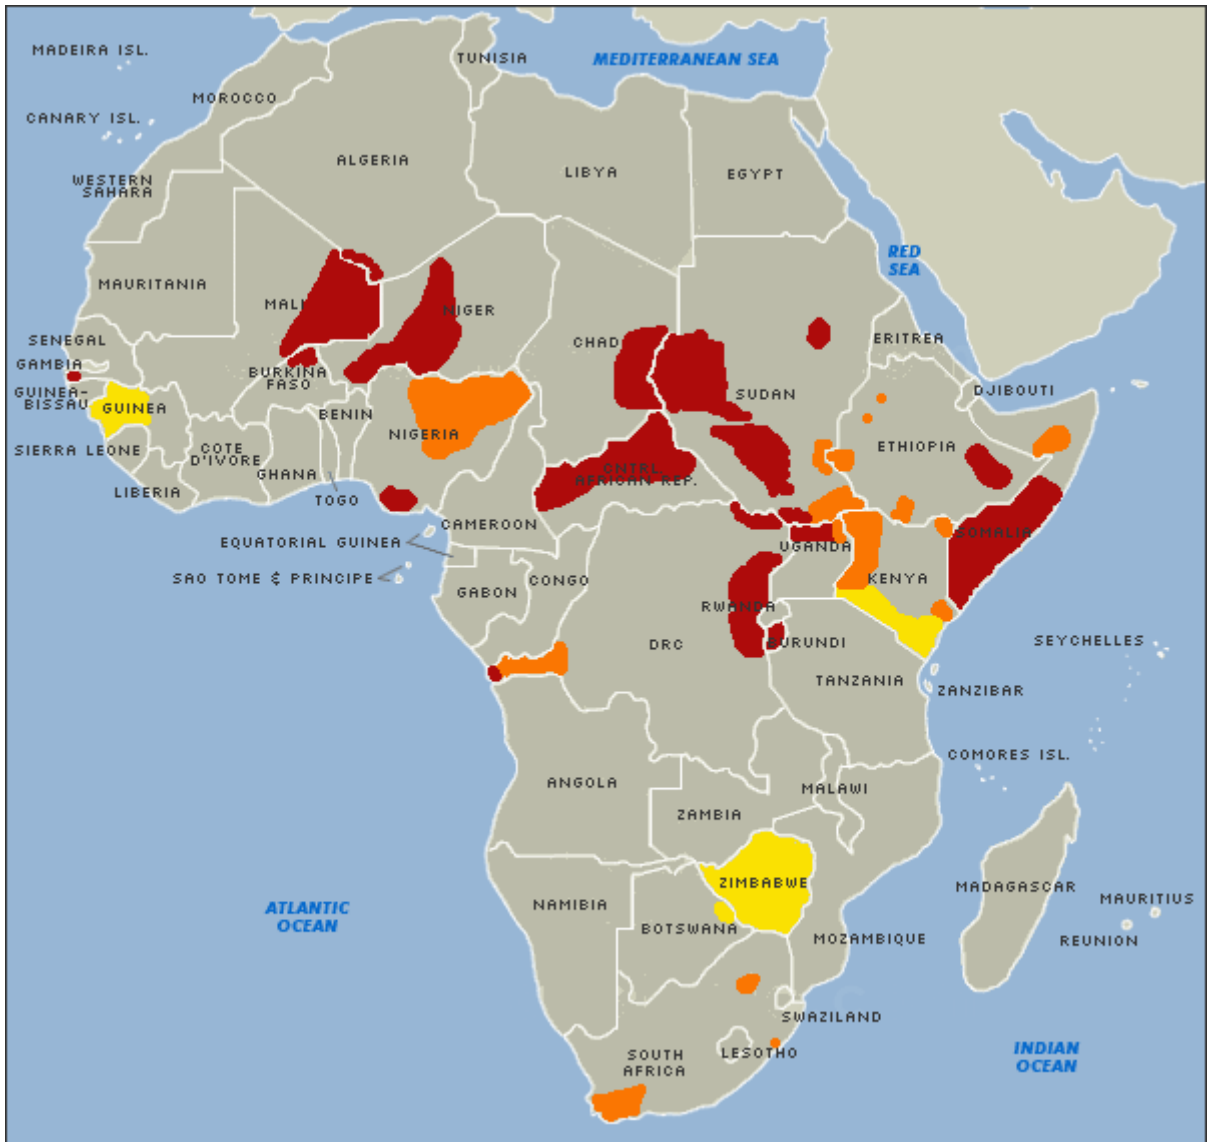 MADEIRA ISL.
TUNISIA
MEDITERRANEAN SEA
MOROCCO
CANARY ISL.
ALGERIA
LIBYA
EGYPT
WESTERN
SAHARA
RED
SEA
MAURITANIA
MALI
NIGER
SENEGAL
CHAD
ERITREA
GAMBIA
BURKINA
FASO
GUINEA-
BISSAU
SUDAN
DJIBOUTI
GUINEA
BENIN
NIGERIA
ETHIOPIA
SIERRA LEONE
COTE
D'IVORE
GHANA
CNTRL.
AFRICAN REP.
LIBERIA
TOGO
CAMEROON
SOMALIA
EQUATORIAL GUINEA
UGANDA
SAO TOME & PRINCIPE
CONGO
KENYA
GABON
RWANDA
DRC
BURUNDI
SEYCHELLES
TANZANIA
ZANZIBAR
COMORES ISL.
ANGOLA
MALAWI
ZAMBIA
ZIMBABWE
MADAGASCAR
MAURITIUS
ATLANTIC
OCEAN
NAMIBIA
BOTSWANA
MOZAMBIQUE
REUNION
SWAZILAND
SOUTH
AFRICA
LESOTHO
INDIAN
OCEAN